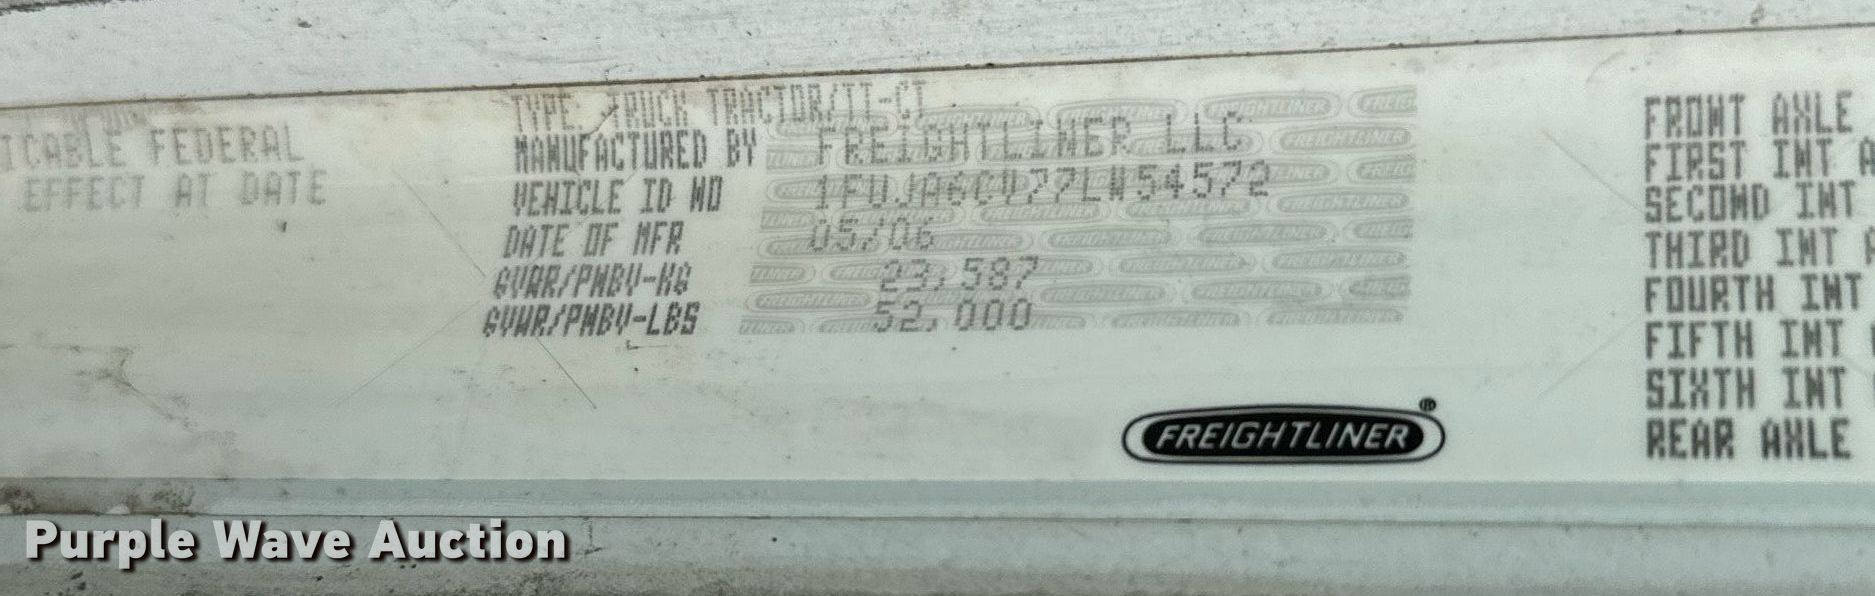 ICABLE FEDERAL
EFFECT AT DATE
TYPE. TRUCK TRACTOR/TT-CT
MANUFACTURED BY FREIGHTLINER LLC
VEHICLE ID NO 1FUJA6CV77LW54572
DATE OF MFR 05/06
GVWR/PNBV-KG 23,587
GVWR/PNBV-LBS 52,000
FREIGHTLINER®
FRONT AXLE
FIRST INT A
SECOND INT
THIRD INT A
FOURTH INT
FIFTH INT
SIXTH INT
REAR AXLE
Purple Wave Auction